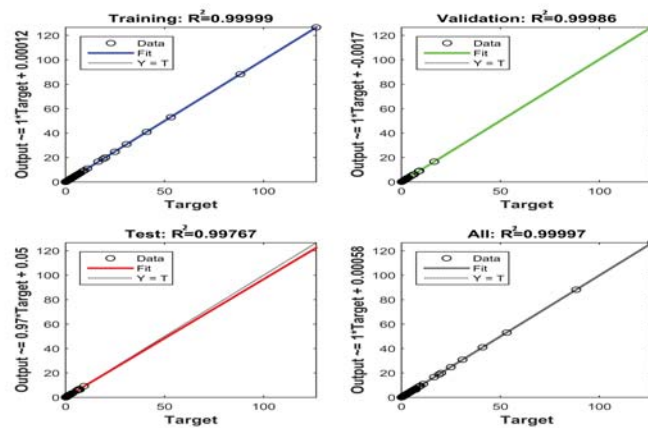 Training: R²=0.99999
Output ~= 1*Target + 0.00012
120
100
80
60
40
20
0
Data
Fit
Y = T
0 50 100
Target
Validation: R²=0.99986
Output ~= 1*Target + -0.0017
120
100
80
60
40
20
0
Data
Fit
Y = T
0 50 100
Target
Test: R²=0.99767
Output ~= 0.97*Target + 0.05
120
100
80
60
40
20
0
Data
Fit
Y = T
0 50 100
Target
All: R²=0.99997
Output ~= 1*Target + 0.00058
120
100
80
60
40
20
0
Data
Fit
Y = T
0 50 100
Target